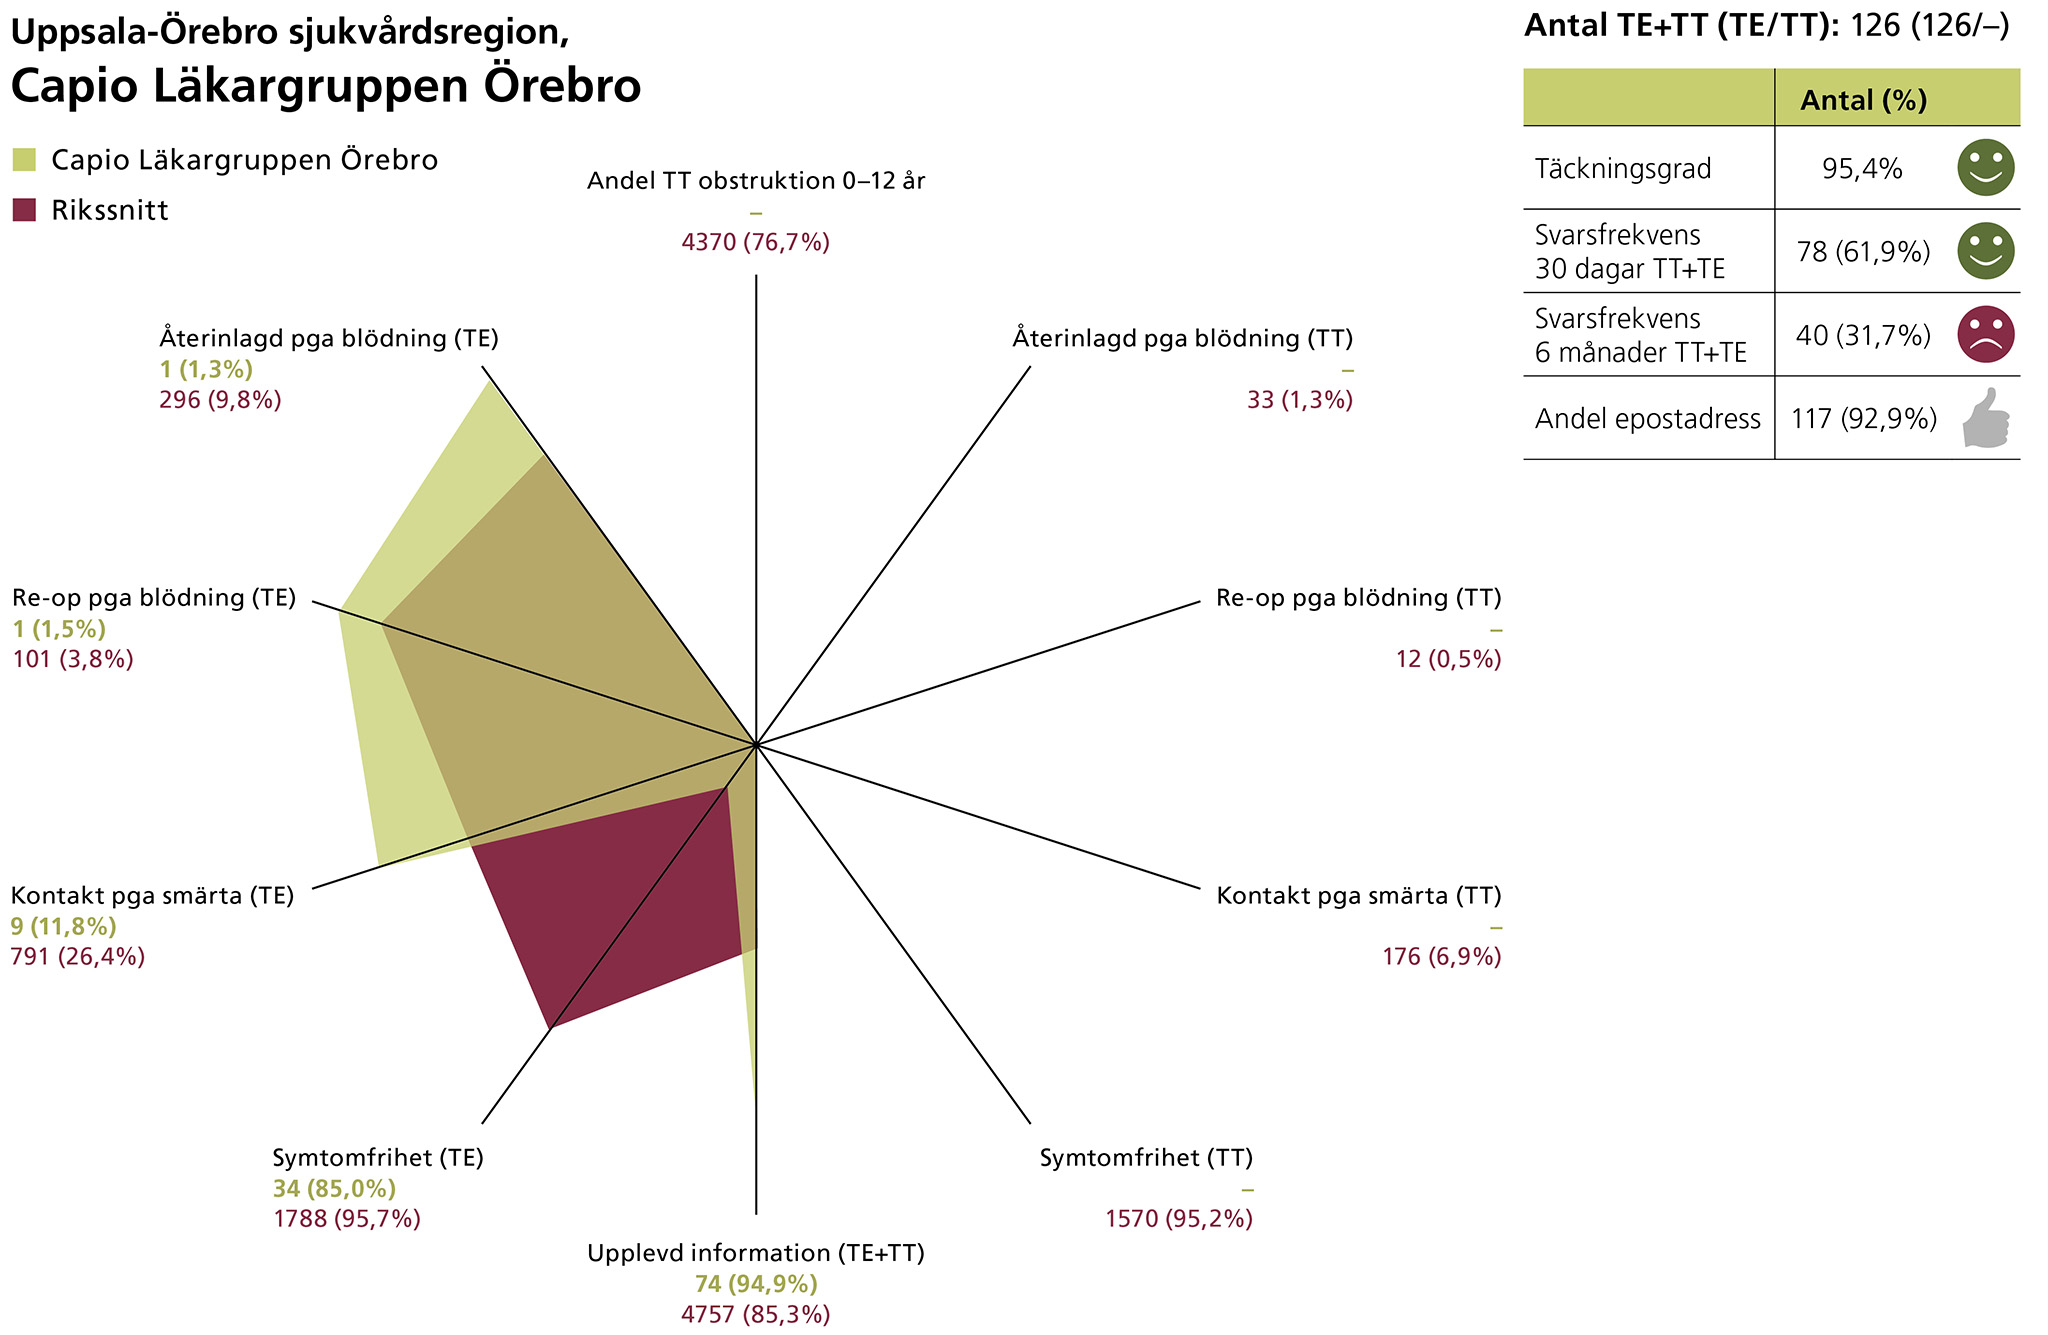 Uppsala-Örebro sjukvårdsregion,
Capio Läkargruppen Örebro
Capio Läkargruppen Örebro
Rikssnitt
Antal TE+TT (TE/TT): 126 (126/–)
Antal (%)
Täckningsgrad 95,4%
Svarsfrekvens
30 dagar TT+TE 78 (61,9%)
Svarsfrekvens
6 månader TT+TE 40 (31,7%)
Andel epostadress 117 (92,9%)
Andel TT obstruktion 0–12 år
–
4370 (76,7%)
Återinlagd pga blödning (TE)
1 (1,3%)
296 (9,8%)
Återinlagd pga blödning (TT)
–
33 (1,3%)
Re-op pga blödning (TE)
1 (1,5%)
101 (3,8%)
Re-op pga blödning (TT)
–
12 (0,5%)
Kontakt pga smärta (TE)
9 (11,8%)
791 (26,4%)
Kontakt pga smärta (TT)
–
176 (6,9%)
Symtomfrihet (TE)
34 (85,0%)
1788 (95,7%)
Symtomfrihet (TT)
–
1570 (95,2%)
Upplevd information (TE+TT)
74 (94,9%)
4757 (85,3%)